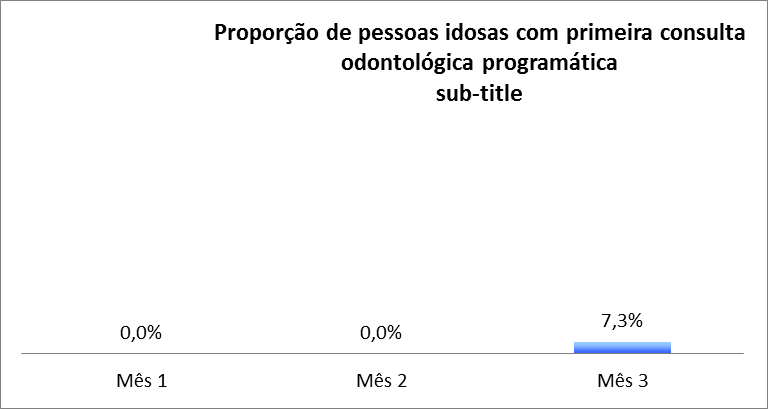 Proporção de pessoas idosas com primeira consulta
odontológica programática
sub-title
7,3%
0,0% 0,0%
Mês 1 Mês 2 Mês 3